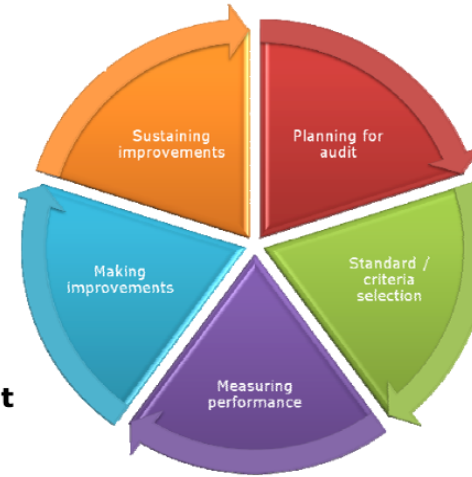 Sustaining
improvements
Planning for
audit
Making
improvements
Standard /
criteria
selection
Measuring
performance
t